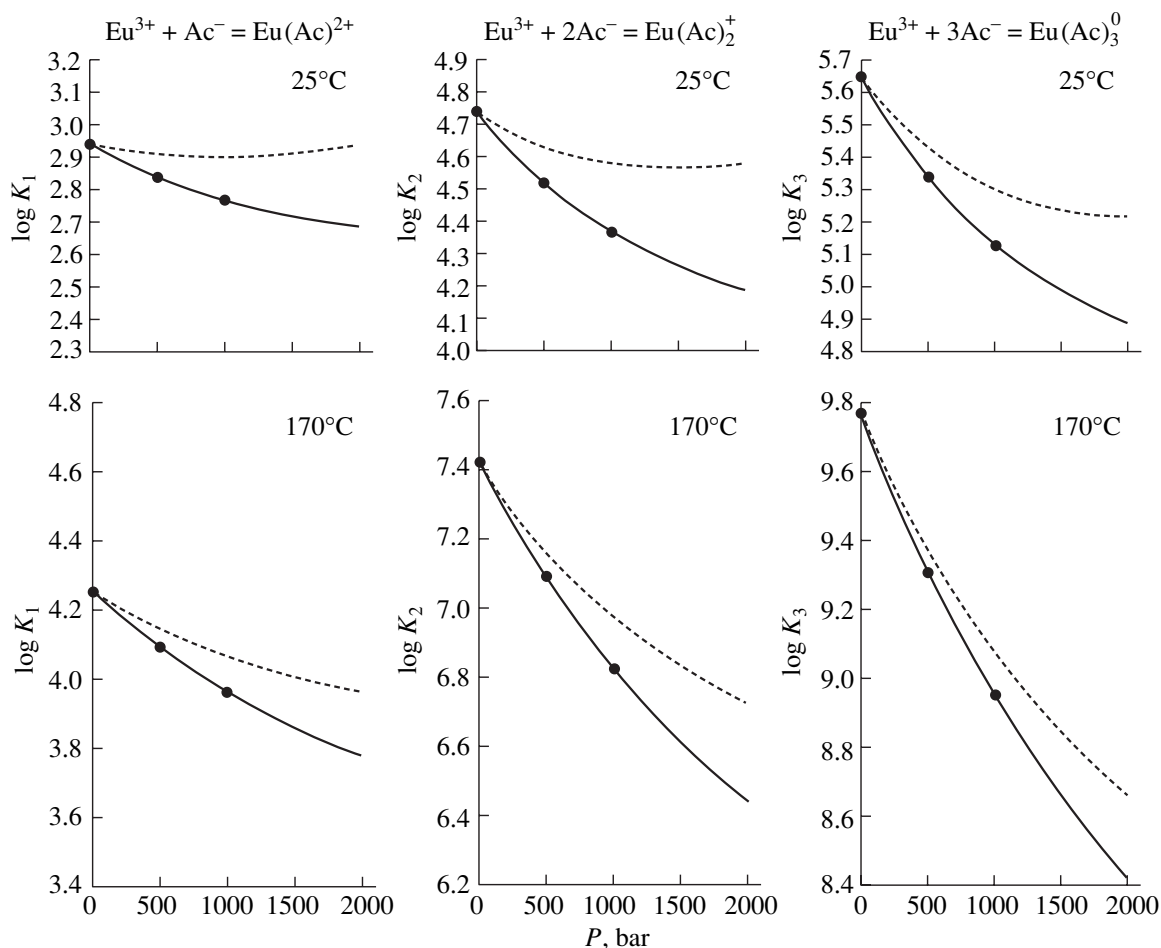 Eu³⁺ + Ac⁻ = Eu(Ac)²⁺
3.2
3.1
3.0
2.9
2.8
2.7
2.6
2.5
2.4
2.3
log K₁
25°C
Eu³⁺ + 2Ac⁻ = Eu(Ac)₂⁺
4.9
4.8
4.7
4.6
4.5
4.4
4.3
4.2
4.1
4.0
log K₂
25°C
Eu³⁺ + 3Ac⁻ = Eu(Ac)₃⁰
5.7
5.6
5.5
5.4
5.3
5.2
5.1
5.0
4.9
4.8
log K₃
25°C
4.8
4.6
4.4
4.2
4.0
3.8
3.6
3.4
log K₁
170°C
0 500 1000 1500 2000
7.6
7.4
7.2
7.0
6.8
6.6
6.4
6.2
log K₂
170°C
0 500 1000 1500 2000
P, bar
9.8
9.6
9.4
9.2
9.0
8.8
8.6
8.4
log K₃
170°C
0 500 1000 1500 2000